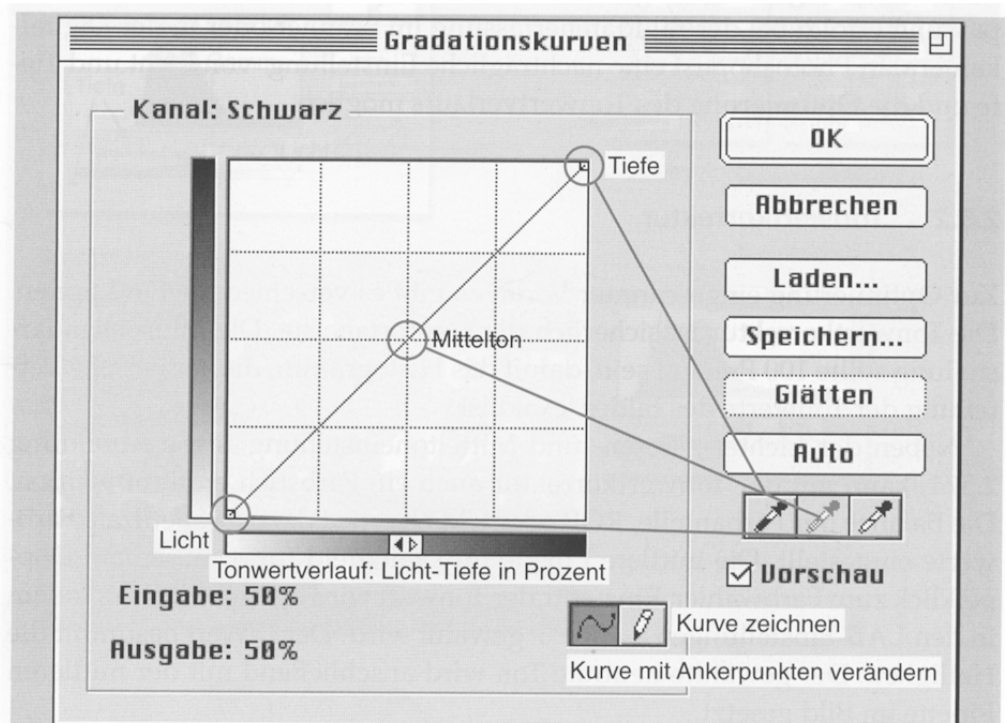 Gradationskurven
Kanal: Schwarz
OK
Tiefe
Abbrechen
Laden...
Mittelton
Speichern...
Glätten
Auto
Licht
Tonwertverlauf: Licht-Tiefe in Prozent
Vorschau
Eingabe: 50%
Kurve zeichnen
Ausgabe: 50%
Kurve mit Ankerpunkten verändern